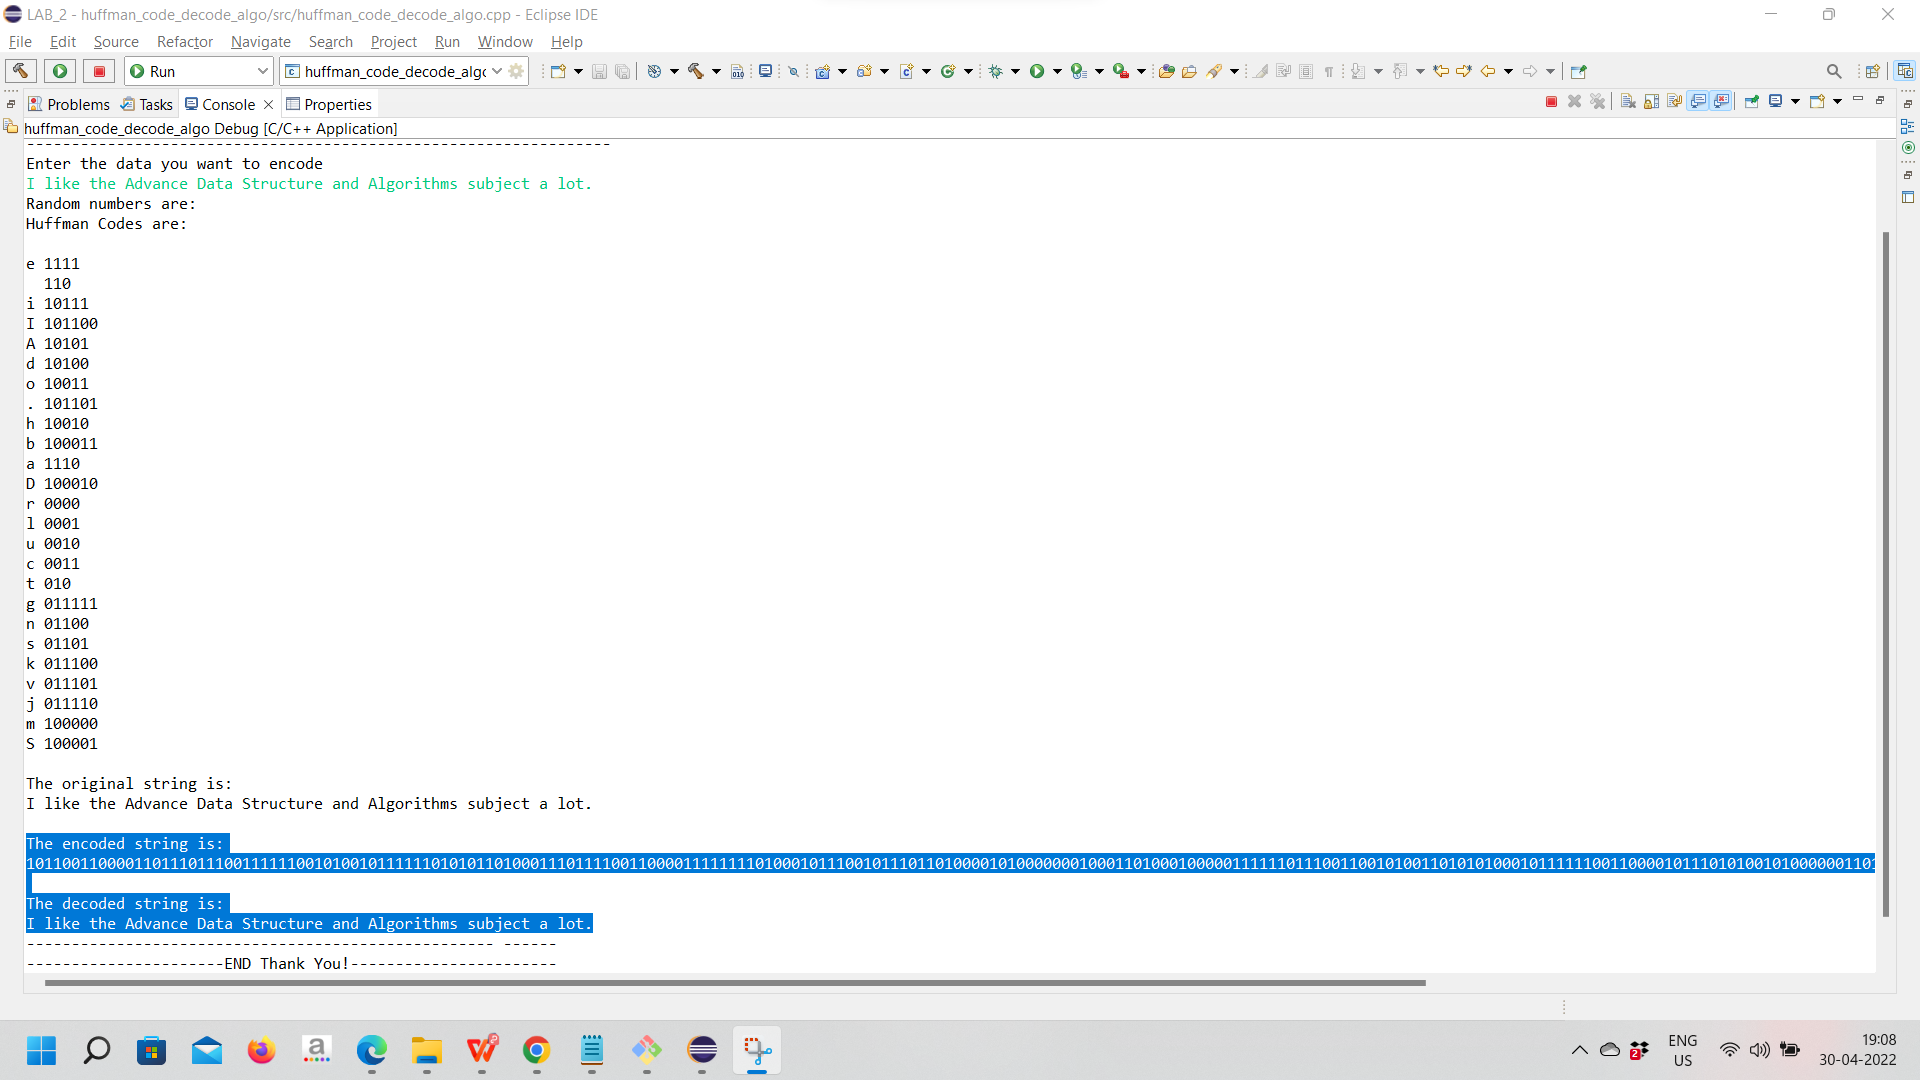 LAB_2 - huffman_code_decode_algo/src/huffman_code_decode_algo.cpp - Eclipse IDE
File Edit Source Refactor Navigate Search Project Run Window Help
Run huffman_code_decode_algo
Problems Tasks Console Properties
huffman_code_decode_algo Debug [C/C++ Application]
-----------------------------------------------------------------
Enter the data you want to encode
I like the Advance Data Structure and Algorithms subject a lot.
Random numbers are:
Huffman Codes are:
e 1111
110
i 10111
I 101100
A 10101
d 10100
o 10011
. 101101
h 10010
b 100011
a 1110
D 100010
r 0000
l 0001
u 0010
c 0011
t 010
g 011111
n 01100
s 01101
k 011100
v 011101
j 011110
m 100000
S 100001
The original string is:
I like the Advance Data Structure and Algorithms subject a lot.
The encoded string is:
The decoded string is:
I like the Advance Data Structure and Algorithms subject a lot.
---------------------------------------------------- ------
----------------------END Thank You!-----------------------
ENG
US
19:08
30-04-2022